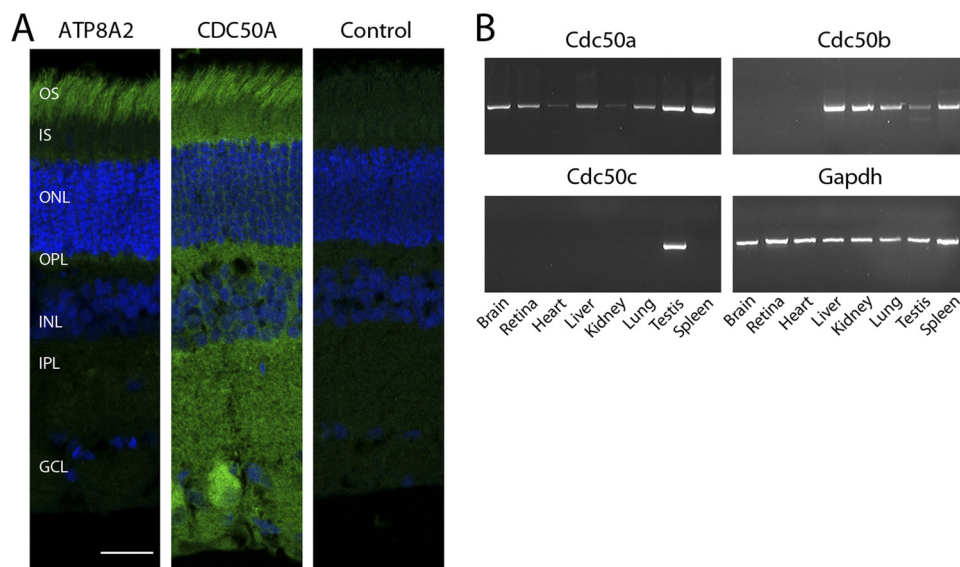 A
ATP8A2
CDC50A
Control
OS
IS
ONL
OPL
INL
IPL
GCL
B
Cdc50a
Cdc50b
Cdc50c
Gapdh
Brain
Retina
Heart
Liver
Kidney
Lung
Testis
Spleen
Brain
Retina
Heart
Liver
Kidney
Lung
Testis
Spleen